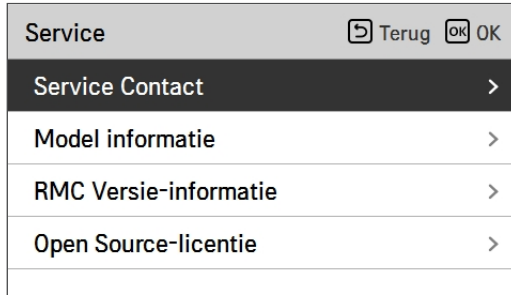 Service Terug OK OK
Service Contact >
Model informatie >
RMC Versie-informatie >
Open Source-licentie >